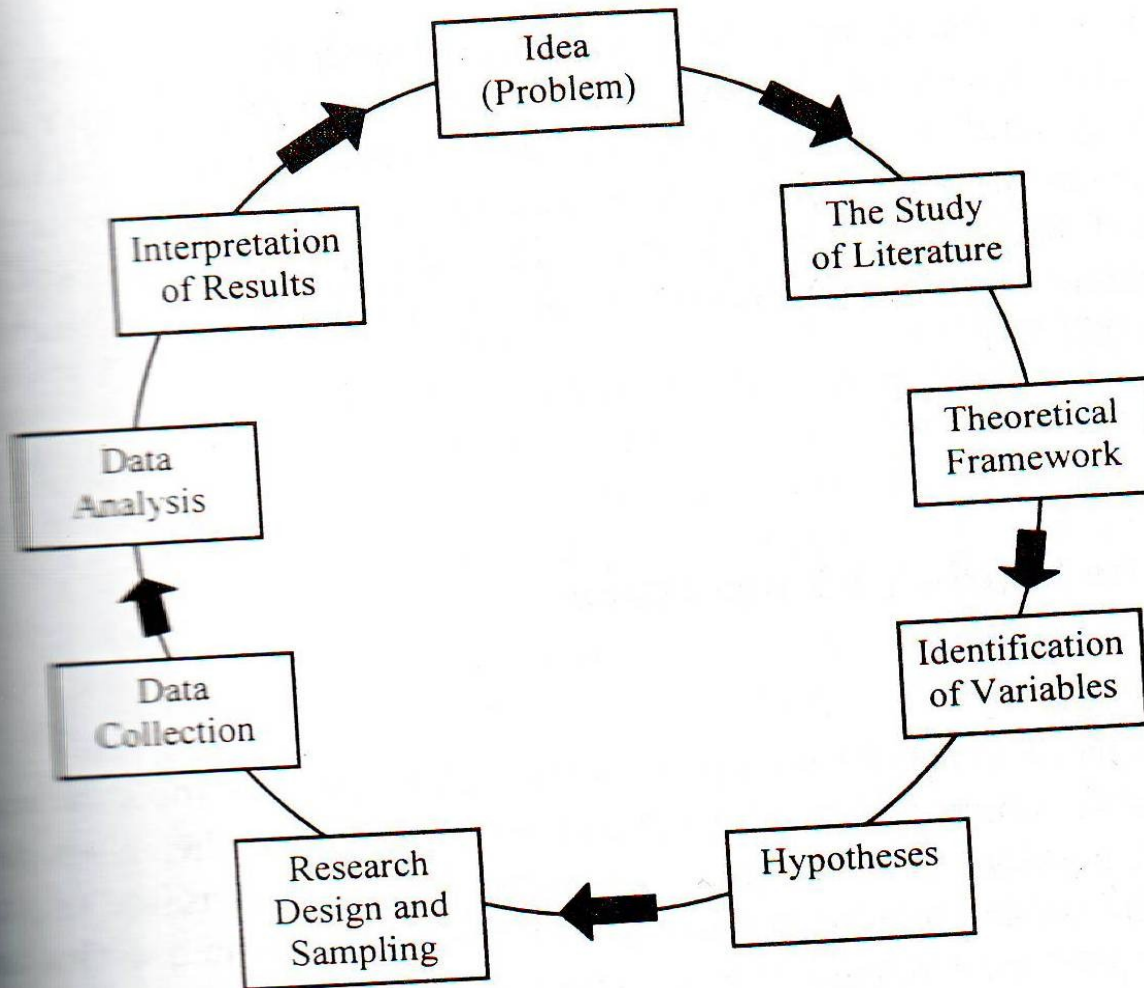 Idea
(Problem)
The Study
of Literature
Theoretical
Framework
Identification
of Variables
Hypotheses
Research
Design and
Sampling
Data
Collection
Data
Analysis
Interpretation
of Results